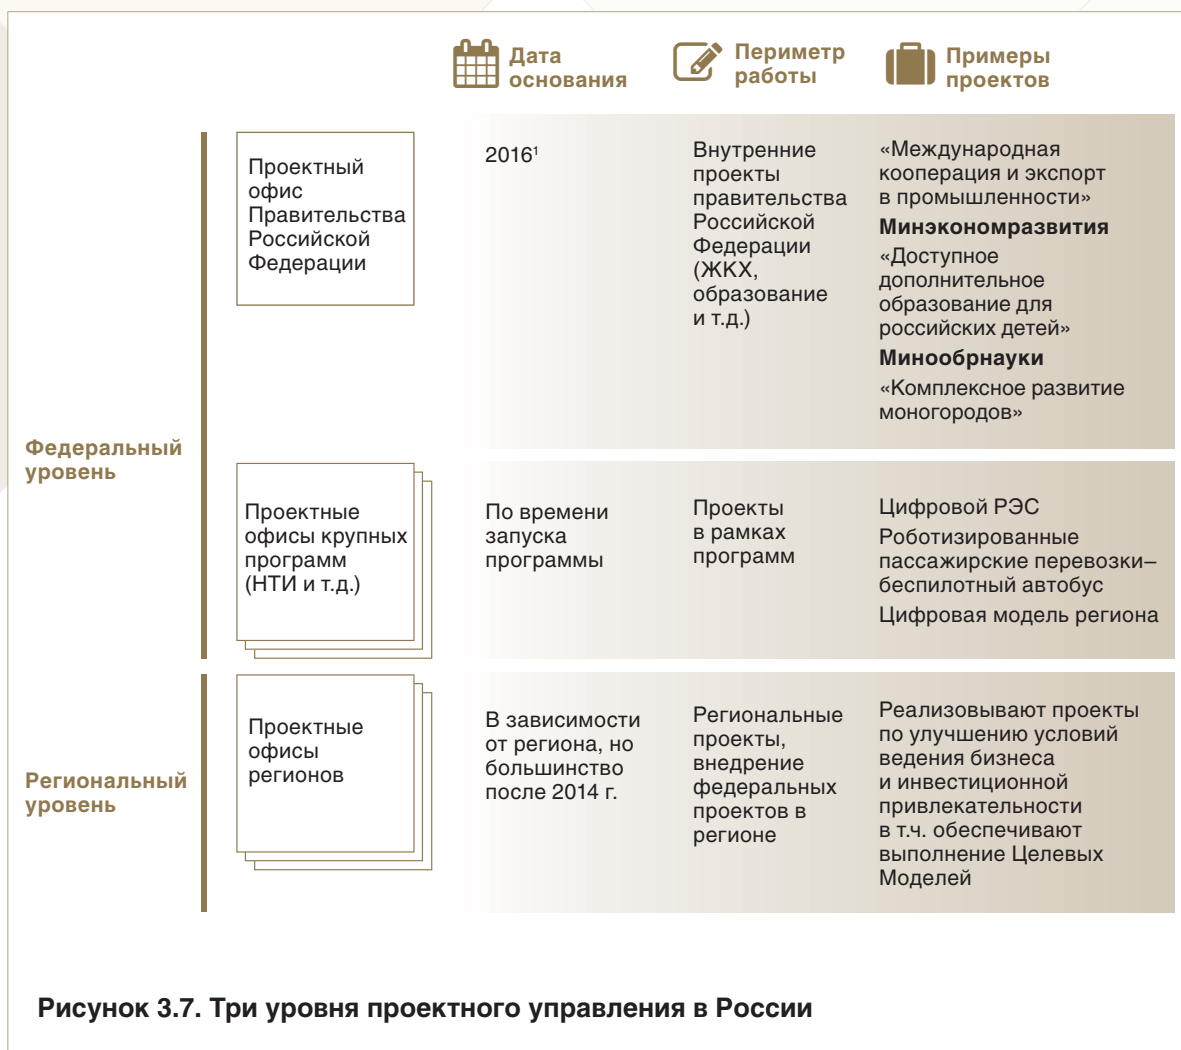 Дата
основания
Периметр
работы
Примеры
проектов
Федеральный
уровень
Проектный
офис
Правительства
Российской
Федерации
2016¹
Внутренние
проекты
правительства
Российской
Федерации
(ЖКХ,
образование
и т.д.)
«Международная
кооперация и экспорт
в промышленности»
Минэкономразвития
«Доступное
дополнительное
образование для
российских детей»
Минообрнауки
«Комплексное развитие
моногородов»
Проектные
офисы крупных
программ
(НТИ и т.д.)
По времени
запуска
программы
Проекты
в рамках
программ
Цифровой РЭС
Роботизированные
пассажирские перевозки–
беспилотный автобус
Цифровая модель региона
Региональный
уровень
Проектные
офисы
регионов
В зависимости
от региона, но
большинство
после 2014 г.
Региональные
проекты,
внедрение
федеральных
проектов в
регионе
Реализовывают проекты
по улучшению условий
ведения бизнеса
и инвестиционной
привлекательности
в т.ч. обеспечивают
выполнение Целевых
Моделей
Рисунок 3.7. Три уровня проектного управления в России